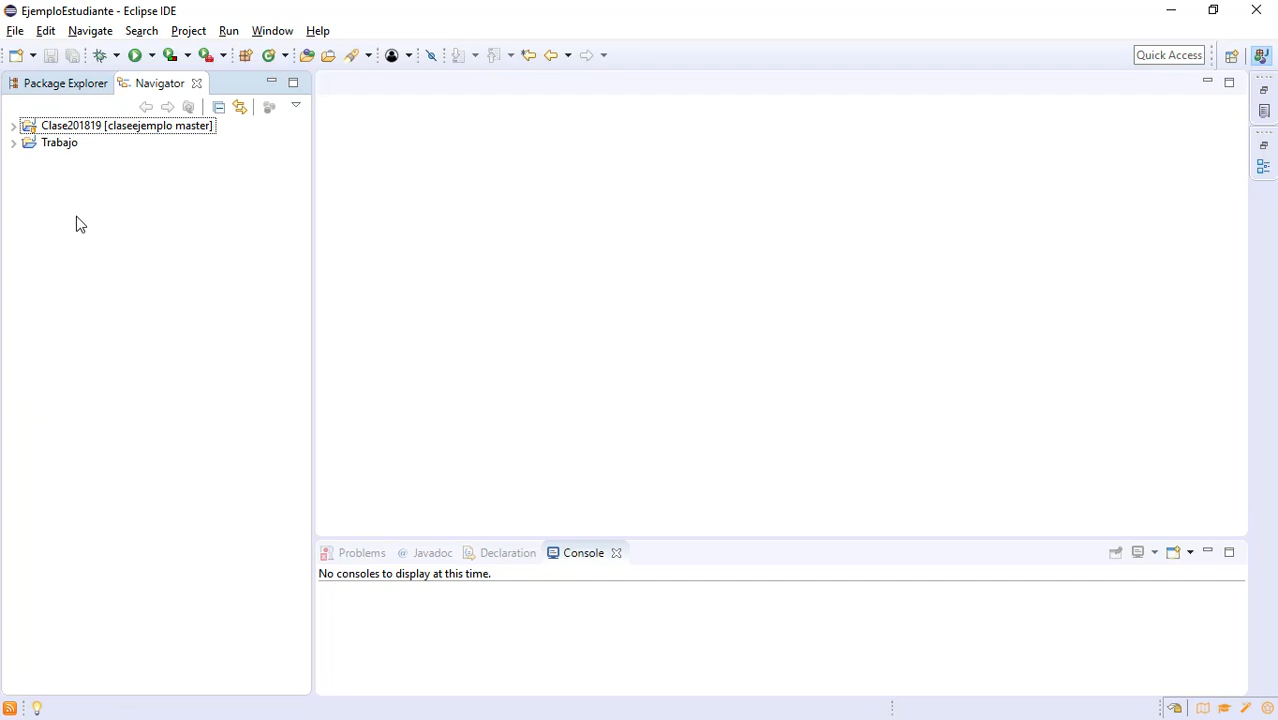 EjemploEstudiante - Eclipse IDE
File Edit Navigate Search Project Run Window Help
Quick Access
Package Explorer Navigator
Clase201819 [claseejemplo master]
Trabajo
Problems @ Javadoc Declaration Console
No consoles to display at this time.